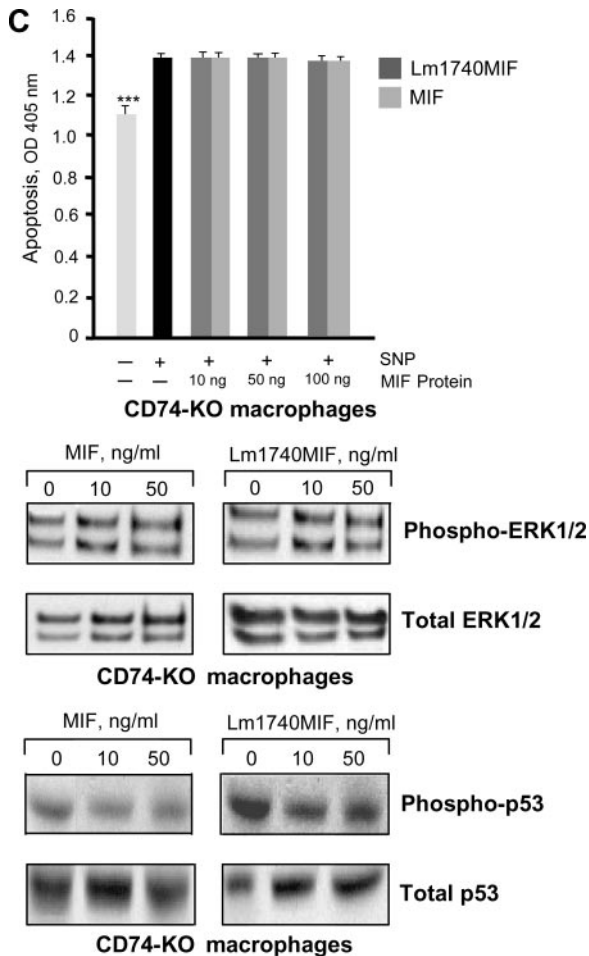 C
Apoptosis, OD 405 nm
1.6
1.4
1.2
1.0
0.8
0.6
1.4
0.2
0
***
Lm1740MIF
MIF
– + + + + SNP
– – 10 ng 50 ng 100 ng MIF Protein
CD74-KO macrophages
MIF, ng/ml Lm1740MIF, ng/ml
0 10 50 0 10 50
Phospho-ERK1/2
Total ERK1/2
CD74-KO macrophages
MIF, ng/ml Lm1740MIF, ng/ml
0 10 50 0 10 50
Phospho-p53
Total p53
CD74-KO macrophages